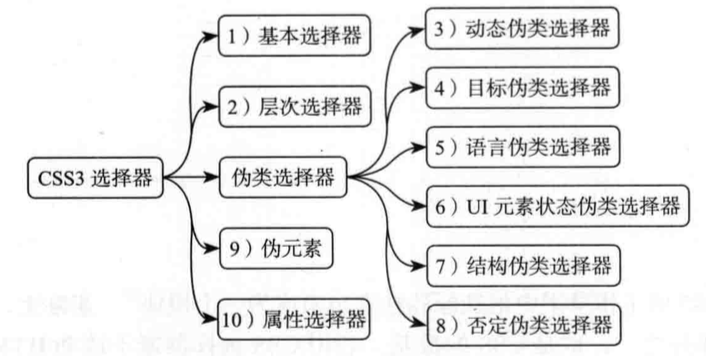 CSS3 选择器
1）基本选择器
2）层次选择器
伪类选择器
3）动态伪类选择器
4）目标伪类选择器
5）语言伪类选择器
6）UI 元素状态伪类选择器
7）结构伪类选择器
8）否定伪类选择器
9）伪元素
10）属性选择器